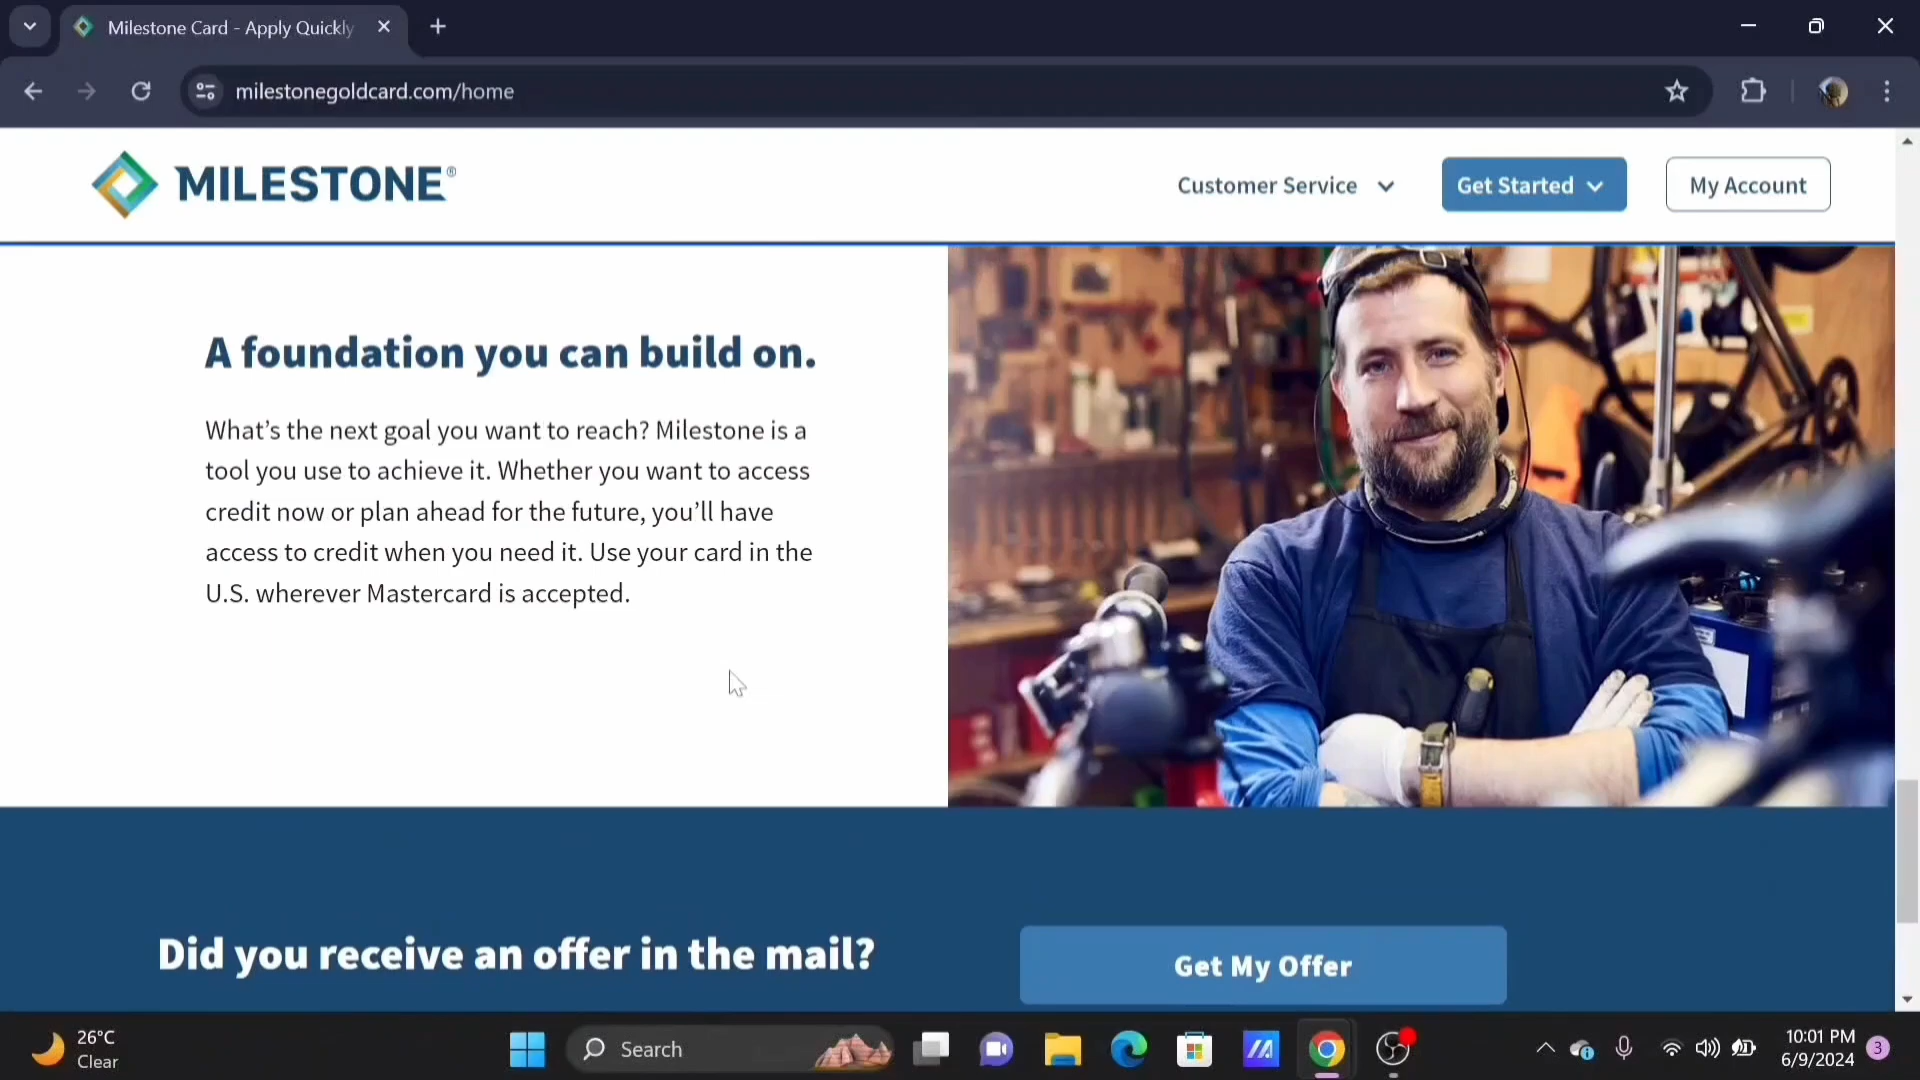 Milestone Card - Apply Quickly
milestonegoldcard.com/home
MILESTONE®
Customer Service
Get Started
My Account
A foundation you can build on.
What’s the next goal you want to reach? Milestone is a
tool you use to achieve it. Whether you want to access
credit now or plan ahead for the future, you’ll have
access to credit when you need it. Use your card in the
U.S. wherever Mastercard is accepted.
Did you receive an offer in the mail?
Get My Offer
26°C
Clear
Search
10:01 PM
6/9/2024
3